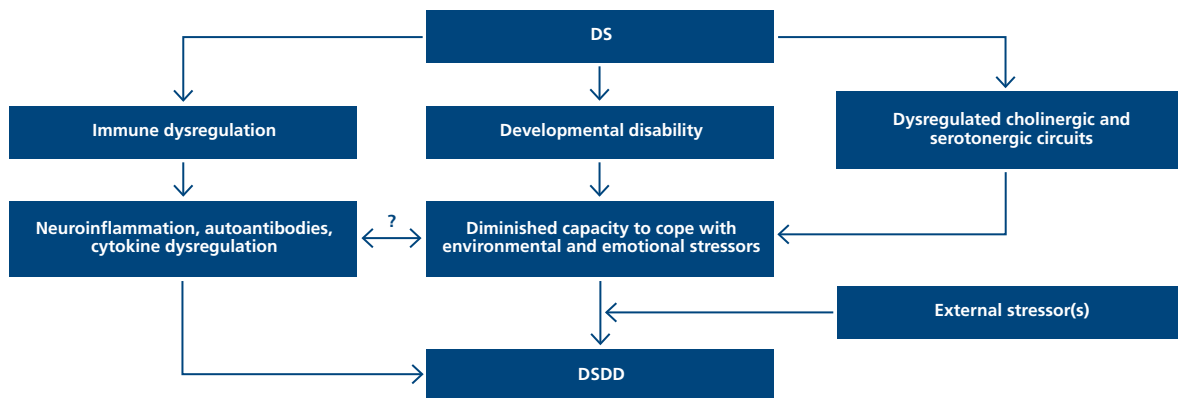 DS
Immune dysregulation
Developmental disability
Dysregulated cholinergic and
serotonergic circuits
Neuroinflammation, autoantibodies,
cytokine dysregulation
?
Diminished capacity to cope with
environmental and emotional stressors
External stressor(s)
DSDD